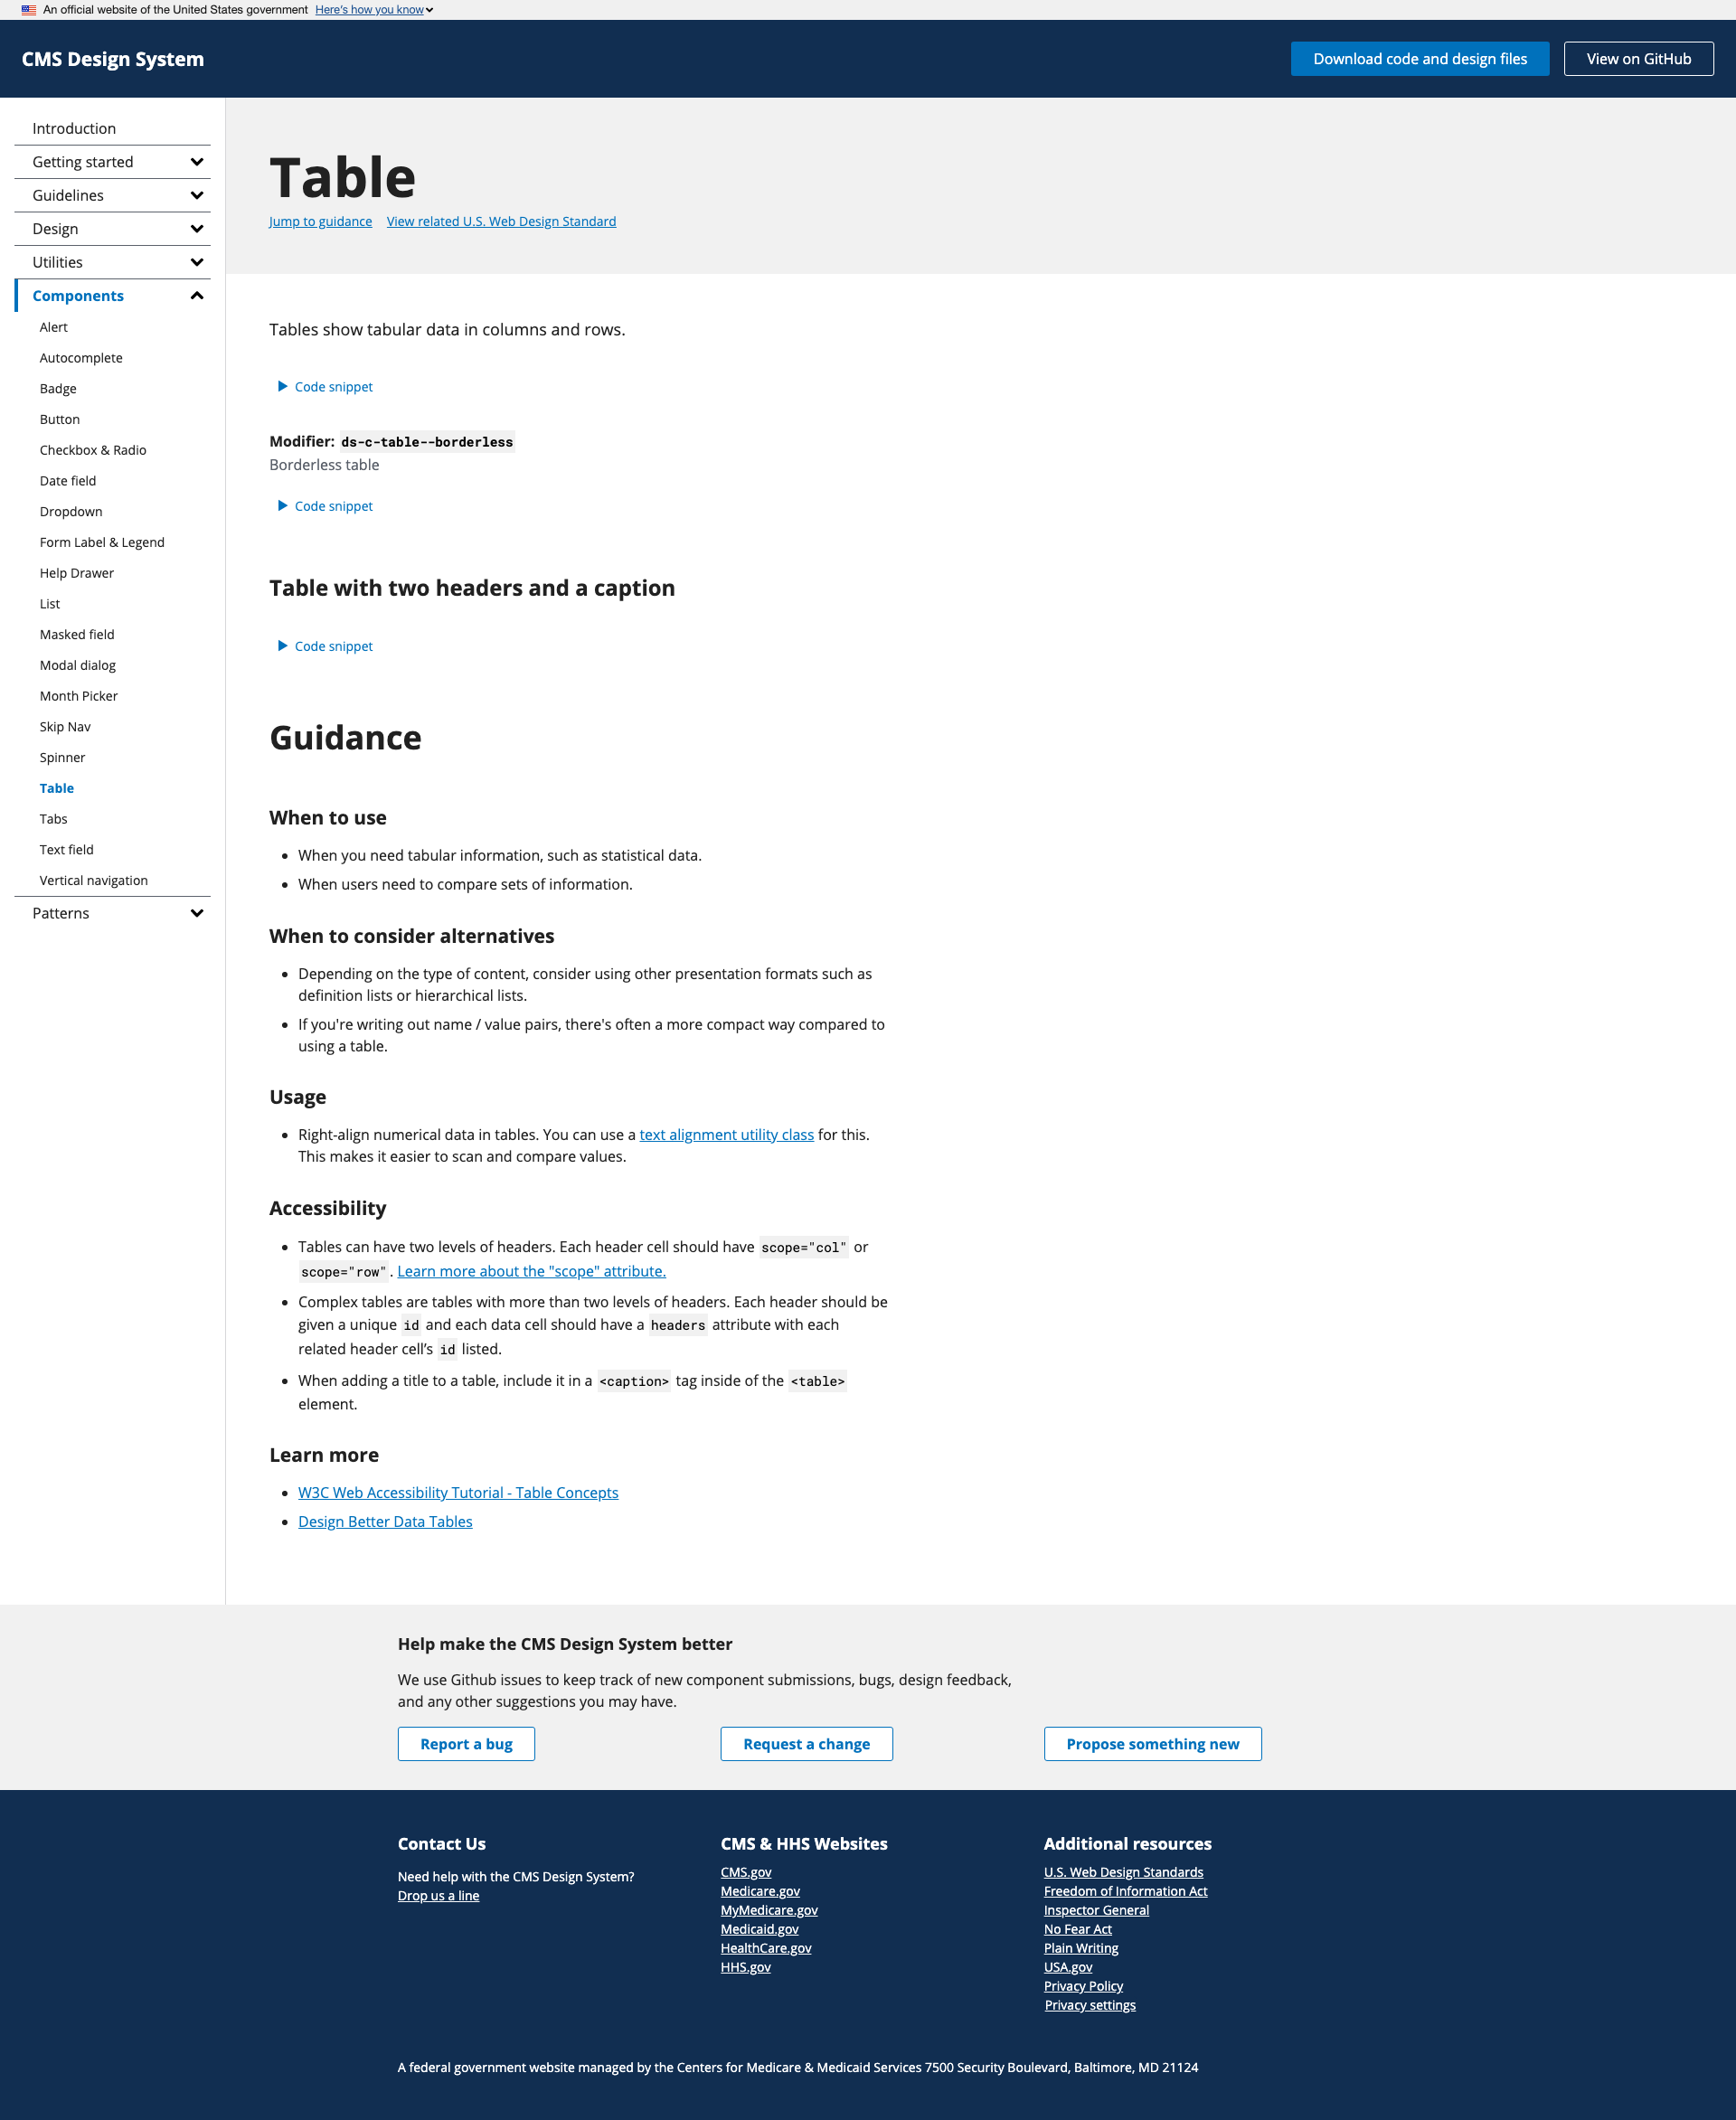 An official website of the United States government Here's how you know
CMS Design System
Download code and design files
View on GitHub
Introduction
Getting started
Guidelines
Design
Utilities
Components
Alert
Autocomplete
Badge
Button
Checkbox & Radio
Date field
Dropdown
Form Label & Legend
Help Drawer
List
Masked field
Modal dialog
Month Picker
Skip Nav
Spinner
Table
Tabs
Text field
Vertical navigation
Patterns
Table
Jump to guidance View related U.S. Web Design Standard
Tables show tabular data in columns and rows.
Code snippet
Modifier: ds-c-table--borderless
Borderless table
Code snippet
Table with two headers and a caption
Code snippet
Guidance
When to use
When you need tabular information, such as statistical data.
When users need to compare sets of information.
When to consider alternatives
Depending on the type of content, consider using other presentation formats such as
definition lists or hierarchical lists.
If you're writing out name / value pairs, there's often a more compact way compared to
using a table.
Usage
Right-align numerical data in tables. You can use a text alignment utility class for this.
This makes it easier to scan and compare values.
Accessibility
Tables can have two levels of headers. Each header cell should have scope="col" or
scope="row". Learn more about the "scope" attribute.
Complex tables are tables with more than two levels of headers. Each header should be
given a unique id and each data cell should have a headers attribute with each
related header cell’s id listed.
When adding a title to a table, include it in a <caption> tag inside of the <table>
element.
Learn more
W3C Web Accessibility Tutorial - Table Concepts
Design Better Data Tables
Help make the CMS Design System better
We use Github issues to keep track of new component submissions, bugs, design feedback,
and any other suggestions you may have.
Report a bug
Request a change
Propose something new
Contact Us
Need help with the CMS Design System?
Drop us a line
CMS & HHS Websites
CMS.gov
Medicare.gov
MyMedicare.gov
Medicaid.gov
HealthCare.gov
HHS.gov
Additional resources
U.S. Web Design Standards
Freedom of Information Act
Inspector General
No Fear Act
Plain Writing
USA.gov
Privacy Policy
Privacy settings
A federal government website managed by the Centers for Medicare & Medicaid Services 7500 Security Boulevard, Baltimore, MD 21124